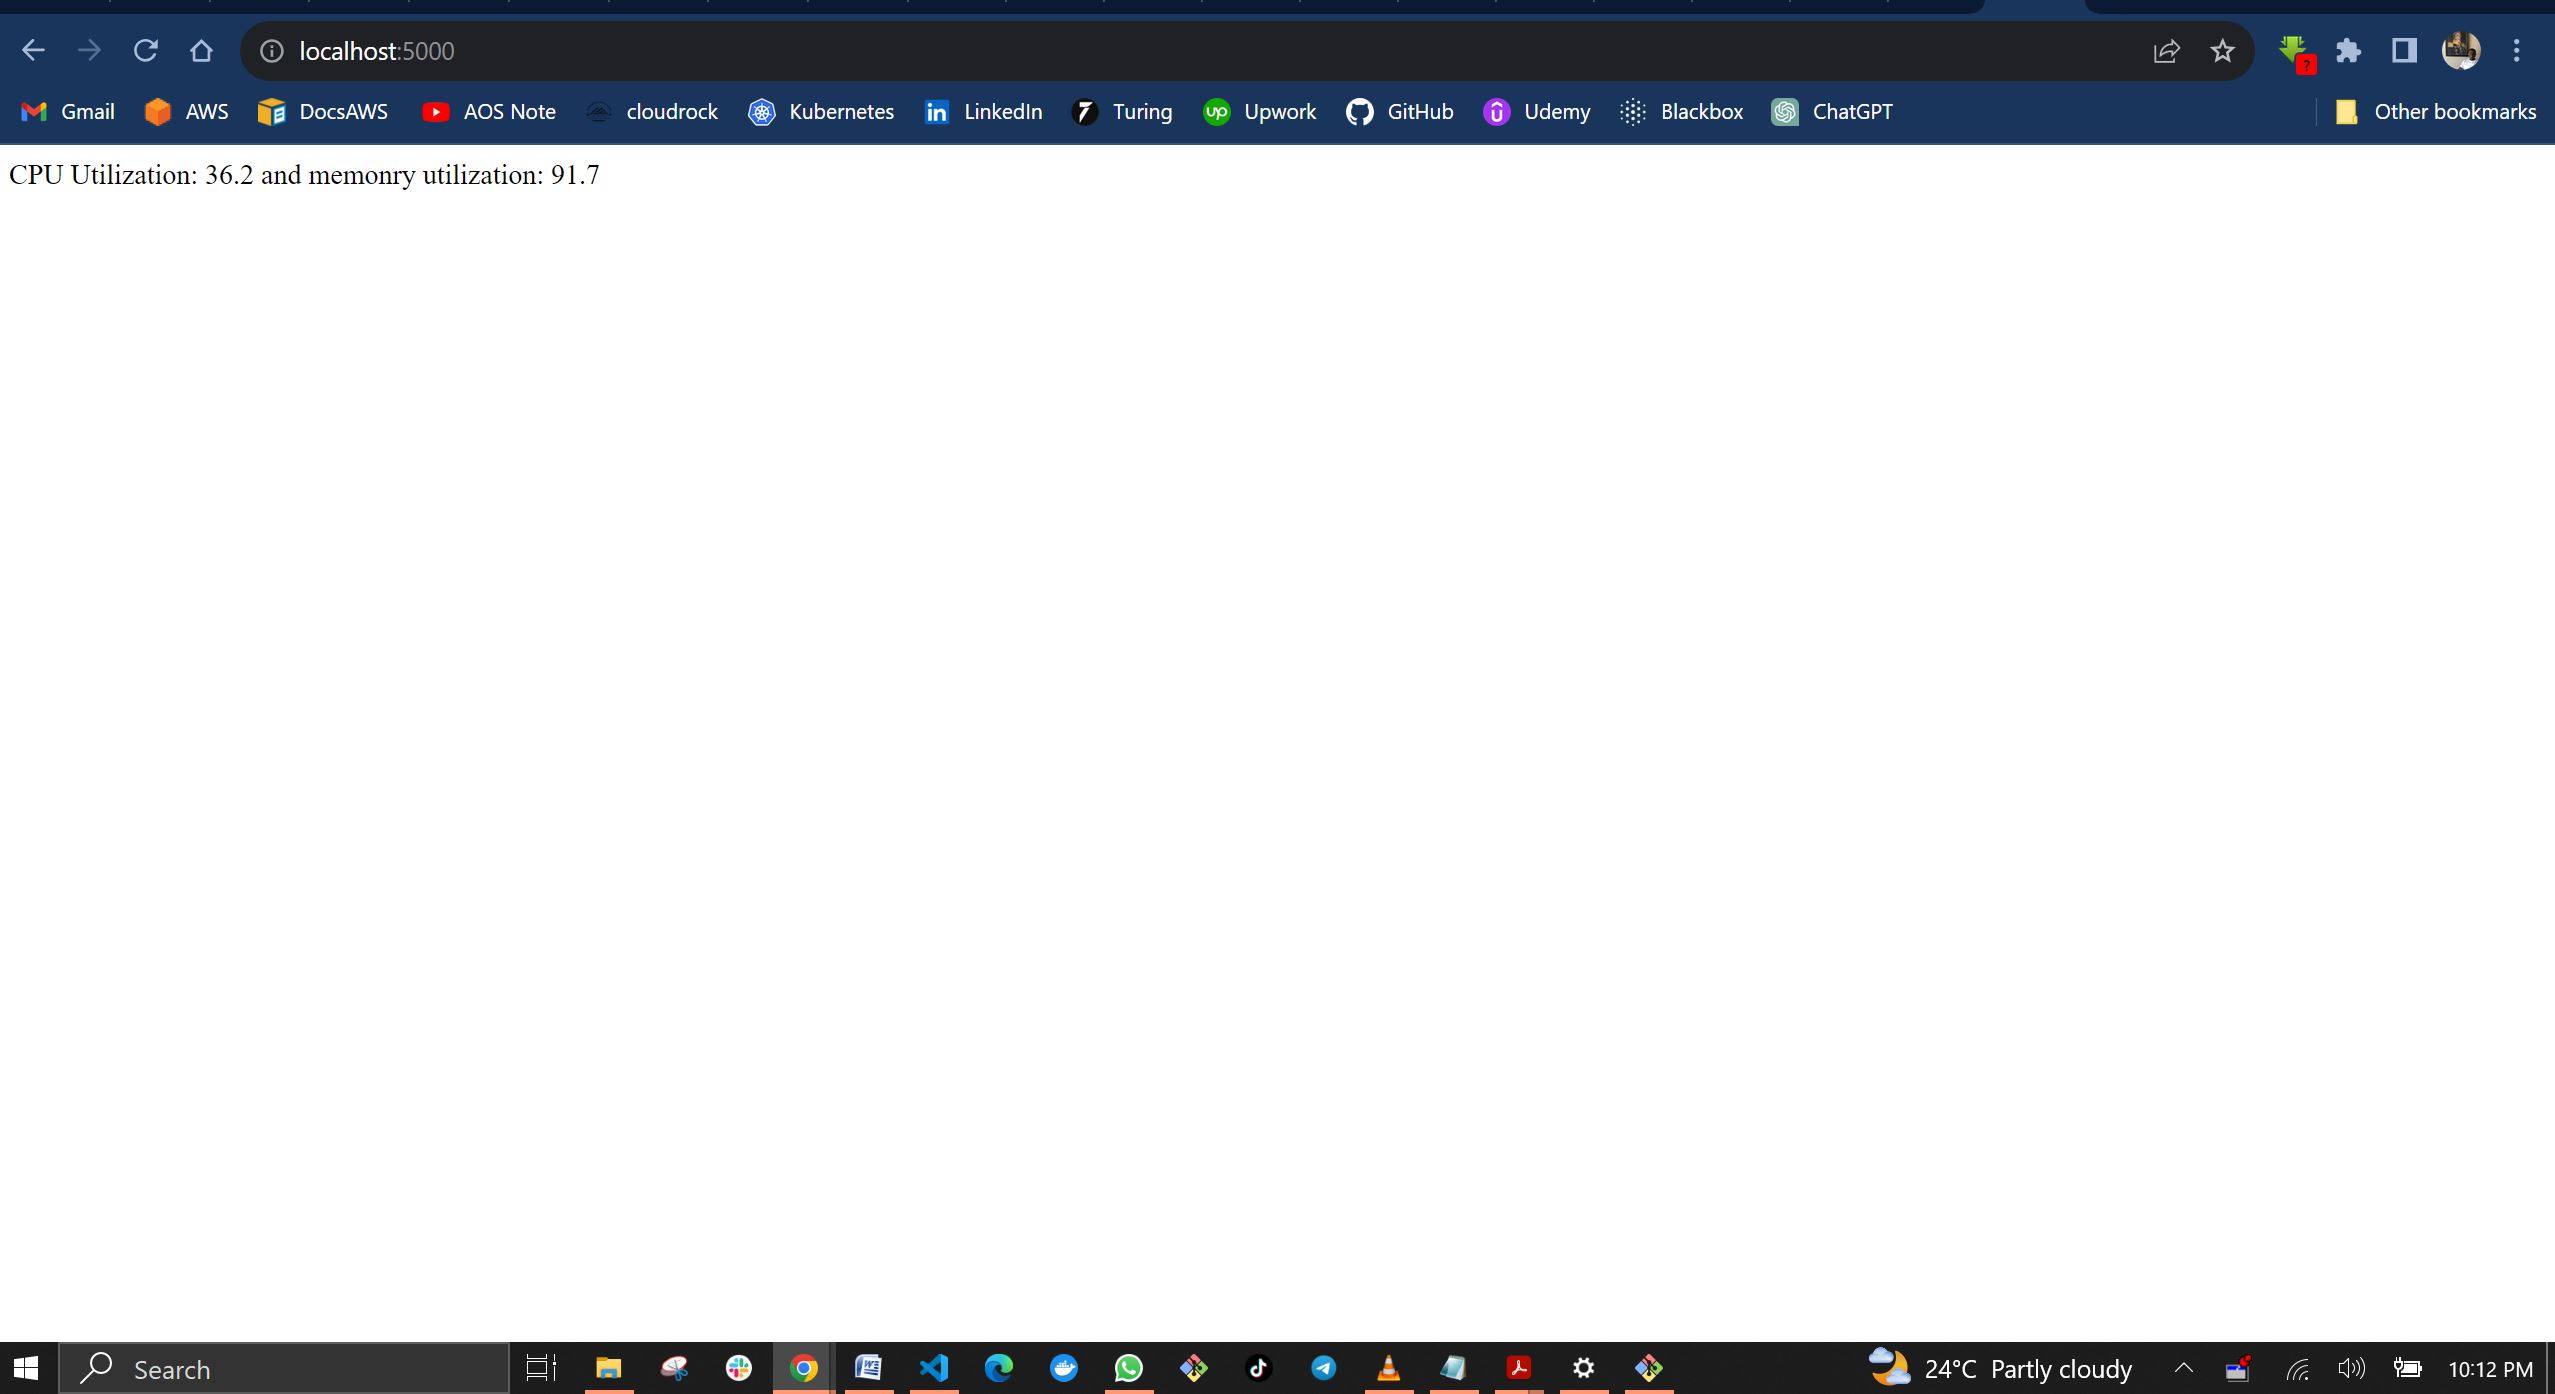 localhost:5000
Gmail AWS DocsAWS AOS Note cloudrock Kubernetes LinkedIn Turing Upwork GitHub Udemy Blackbox ChatGPT Other bookmarks
CPU Utilization: 36.2 and memonry utilization: 91.7
Search 24°C Partly cloudy 10:12 PM